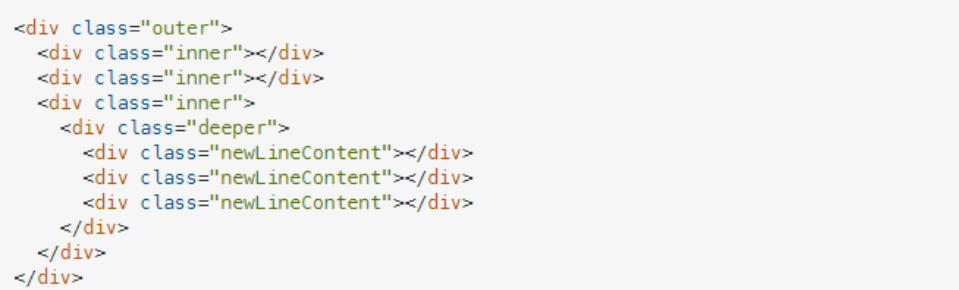 <div class="outer">
  <div class="inner"></div>
  <div class="inner"></div>
  <div class="inner">
    <div class="deeper">
      <div class="newLineContent"></div>
      <div class="newLineContent"></div>
      <div class="newLineContent"></div>
    </div>
  </div>
</div>